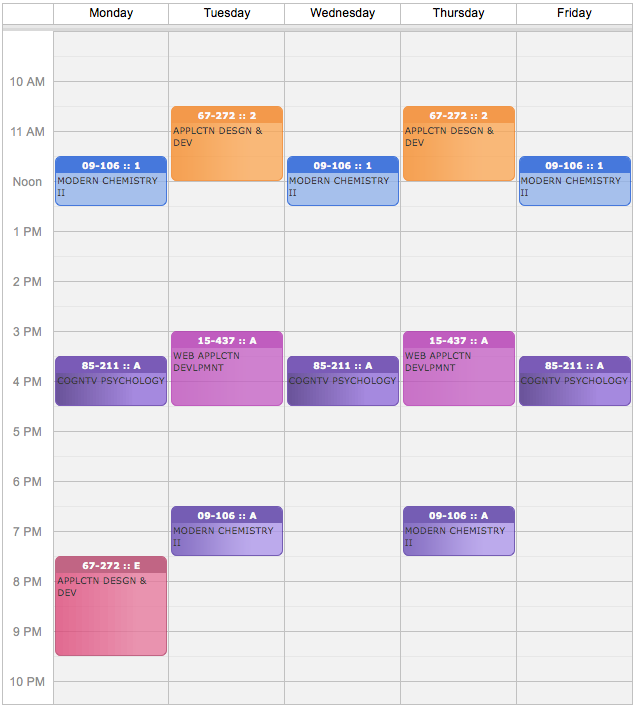 Monday Tuesday Wednesday Thursday Friday
10 AM
67-272 :: 2 67-272 :: 2
APPLCTN DESGN & APPLCTN DESGN &
DEV DEV
11 AM
09-106 :: 1 09-106 :: 1 09-106 :: 1
MODERN CHEMISTRY MODERN CHEMISTRY MODERN CHEMISTRY
II II II
Noon
1 PM
2 PM
3 PM
15-437 :: A 15-437 :: A
WEB APPLCTN WEB APPLCTN
DEVLPMNT DEVLPMNT
85-211 :: A 85-211 :: A 85-211 :: A
COGNTV PSYCHOLOGY COGNTV PSYCHOLOGY COGNTV PSYCHOLOGY
4 PM
5 PM
6 PM
09-106 :: A 09-106 :: A
MODERN CHEMISTRY MODERN CHEMISTRY
II II
7 PM
67-272 :: E
APPLCTN DESGN &
DEV
8 PM
9 PM
10 PM